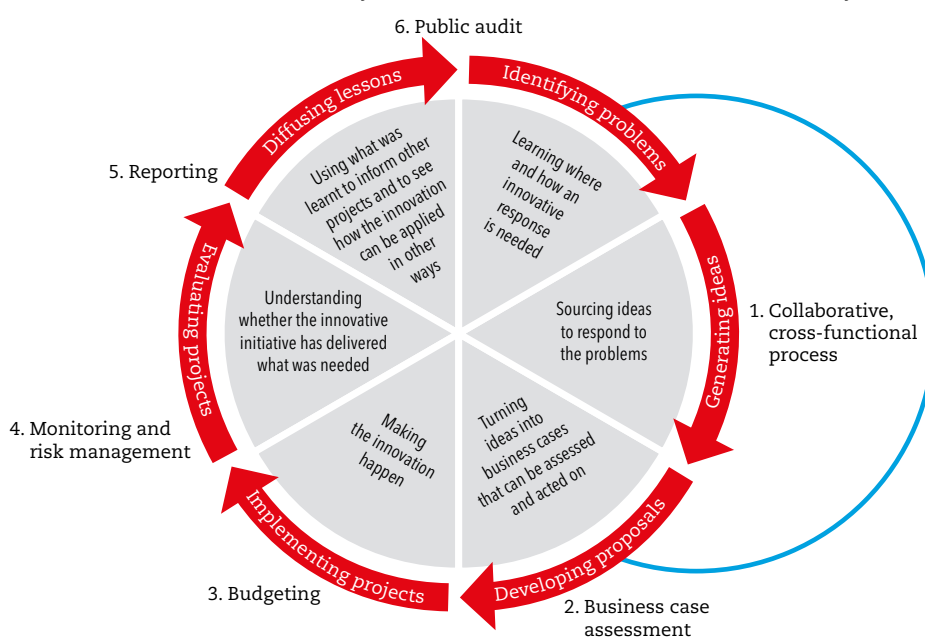 6. Public audit
Identifying problems
Learning where
and how an
innovative
response
is needed
Generating ideas
Sourcing ideas
to respond to
the problems
1. Collaborative,
cross-functional
process
Developing proposals
Turning
ideas into
business cases
that can be assessed
and acted on
2. Business case
assessment
Implementing projects
Making
the innovation
happen
3. Budgeting
4. Monitoring and
risk management
Evaluating projects
Understanding
whether the innovative
initiative has delivered
what was needed
5. Reporting
Diffusing lessons
Using what was
learnt to inform other
projects and to see
how the innovation
can be applied
in other
ways